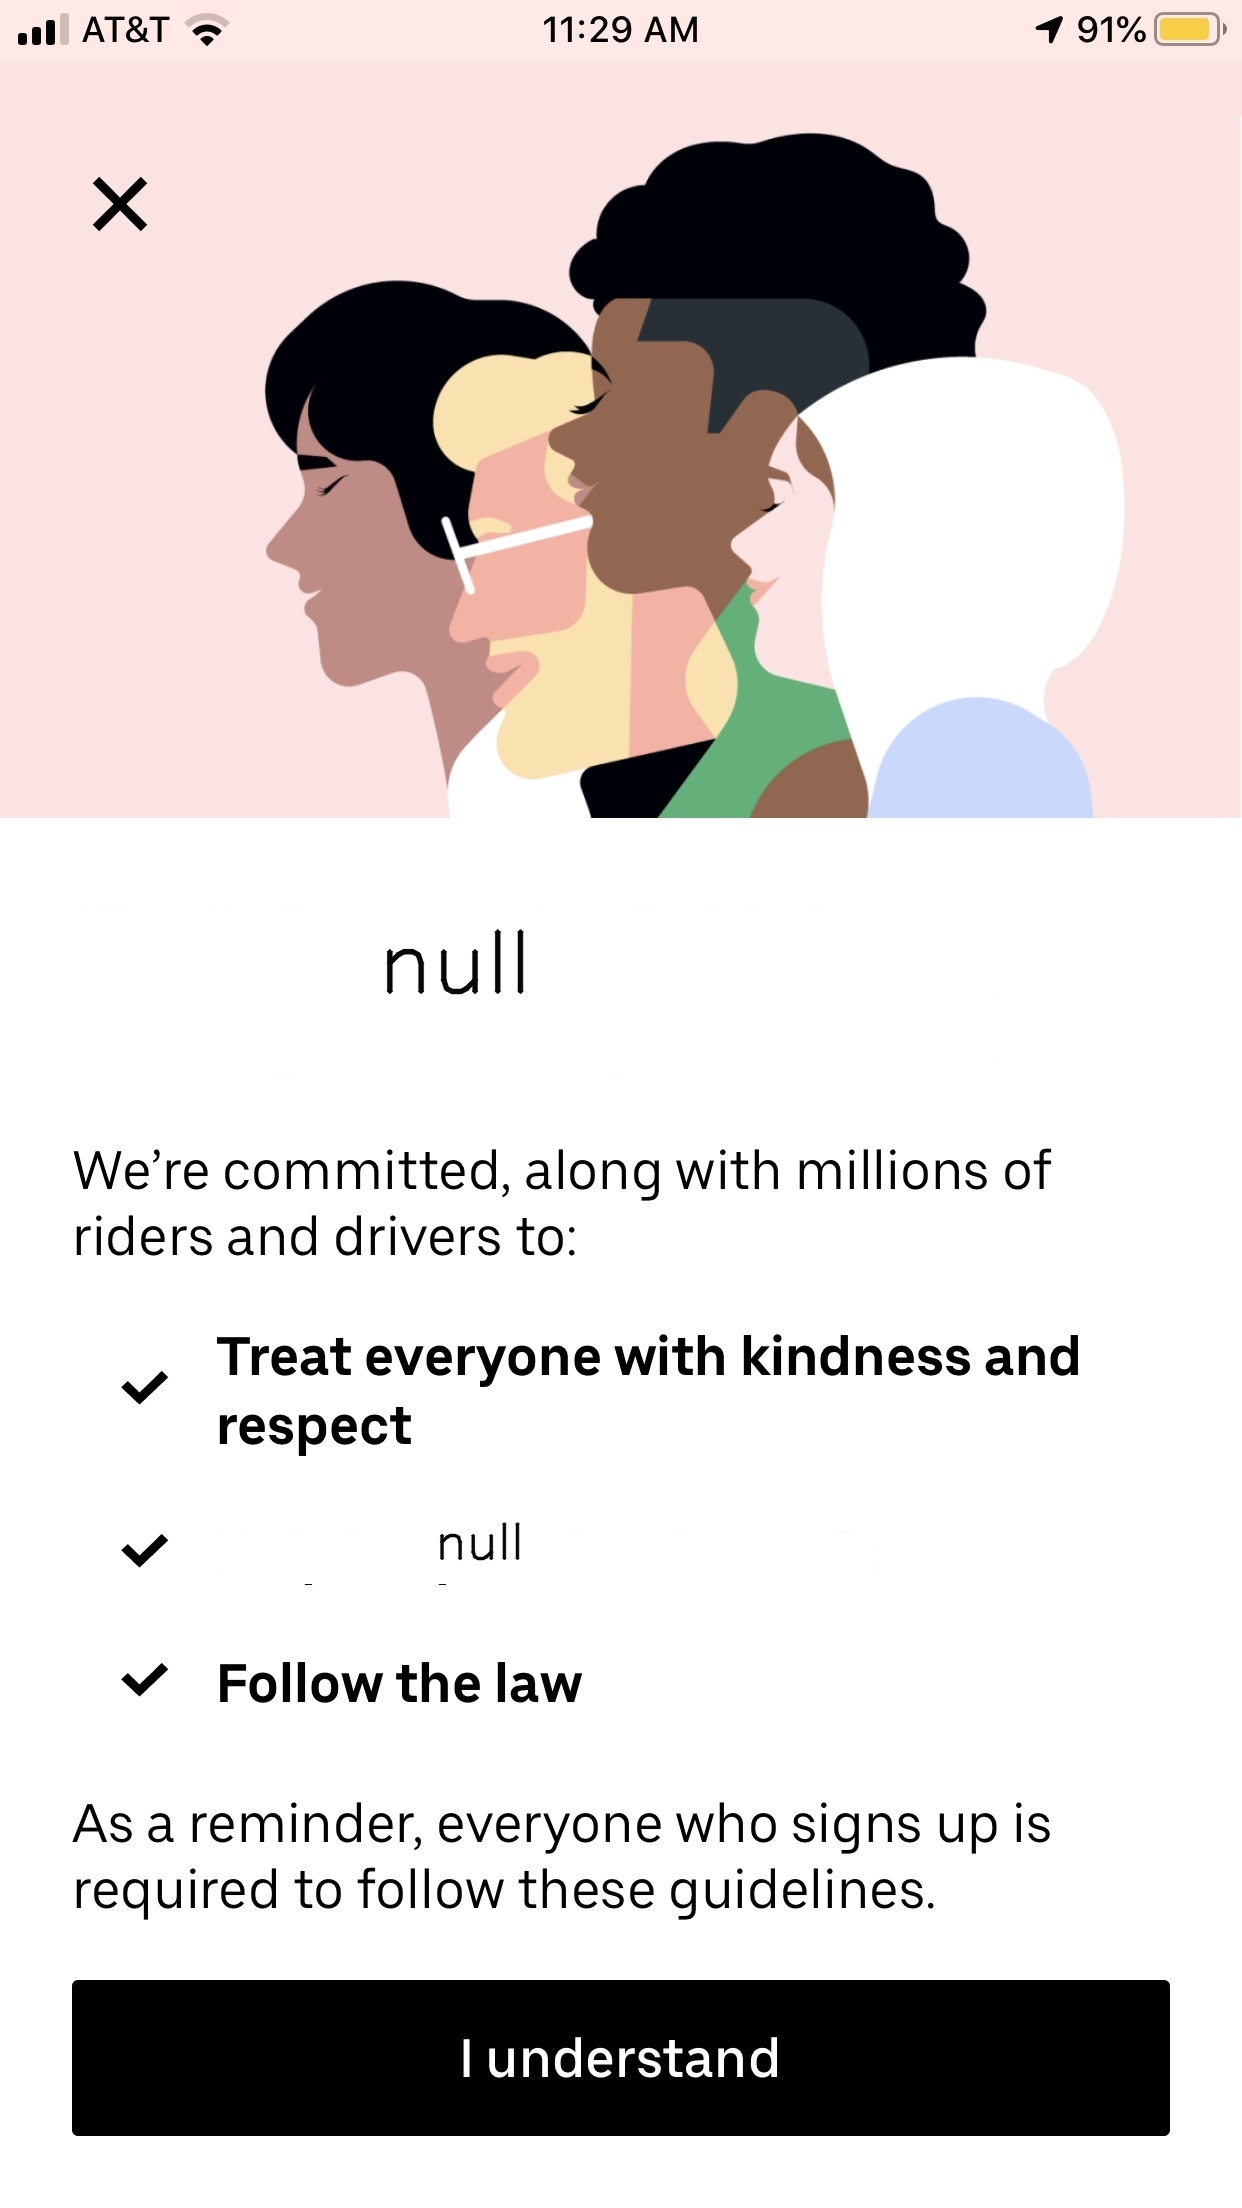 AT&T 11:29 AM 91%
null
We're committed, along with millions of
riders and drivers to:
Treat everyone with kindness and
respect
null
Follow the law
As a reminder, everyone who signs up is
required to follow these guidelines.
I understand